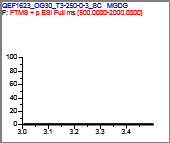 QEF1623_OG30_T3-250-0-3_SC MGDG
F: FTMS + p ESI Full ms [500.0000-2000.0000]
100
80
60
40
20
0
3.0 3.1 3.2 3.3 3.4